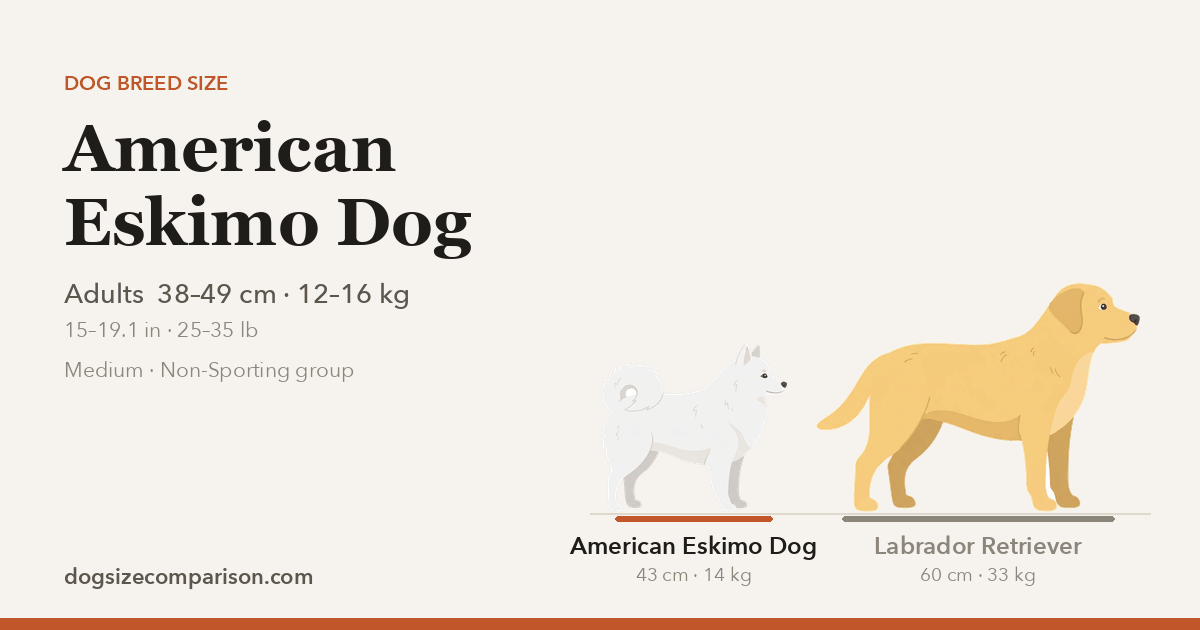 DOG BREED SIZE
American
Eskimo Dog
Adults 38–49 cm · 12–16 kg
15–19.1 in · 25–35 lb
Medium · Non-Sporting group
American Eskimo Dog
43 cm · 14 kg
Labrador Retriever
60 cm · 33 kg
dogsizecomparison.com